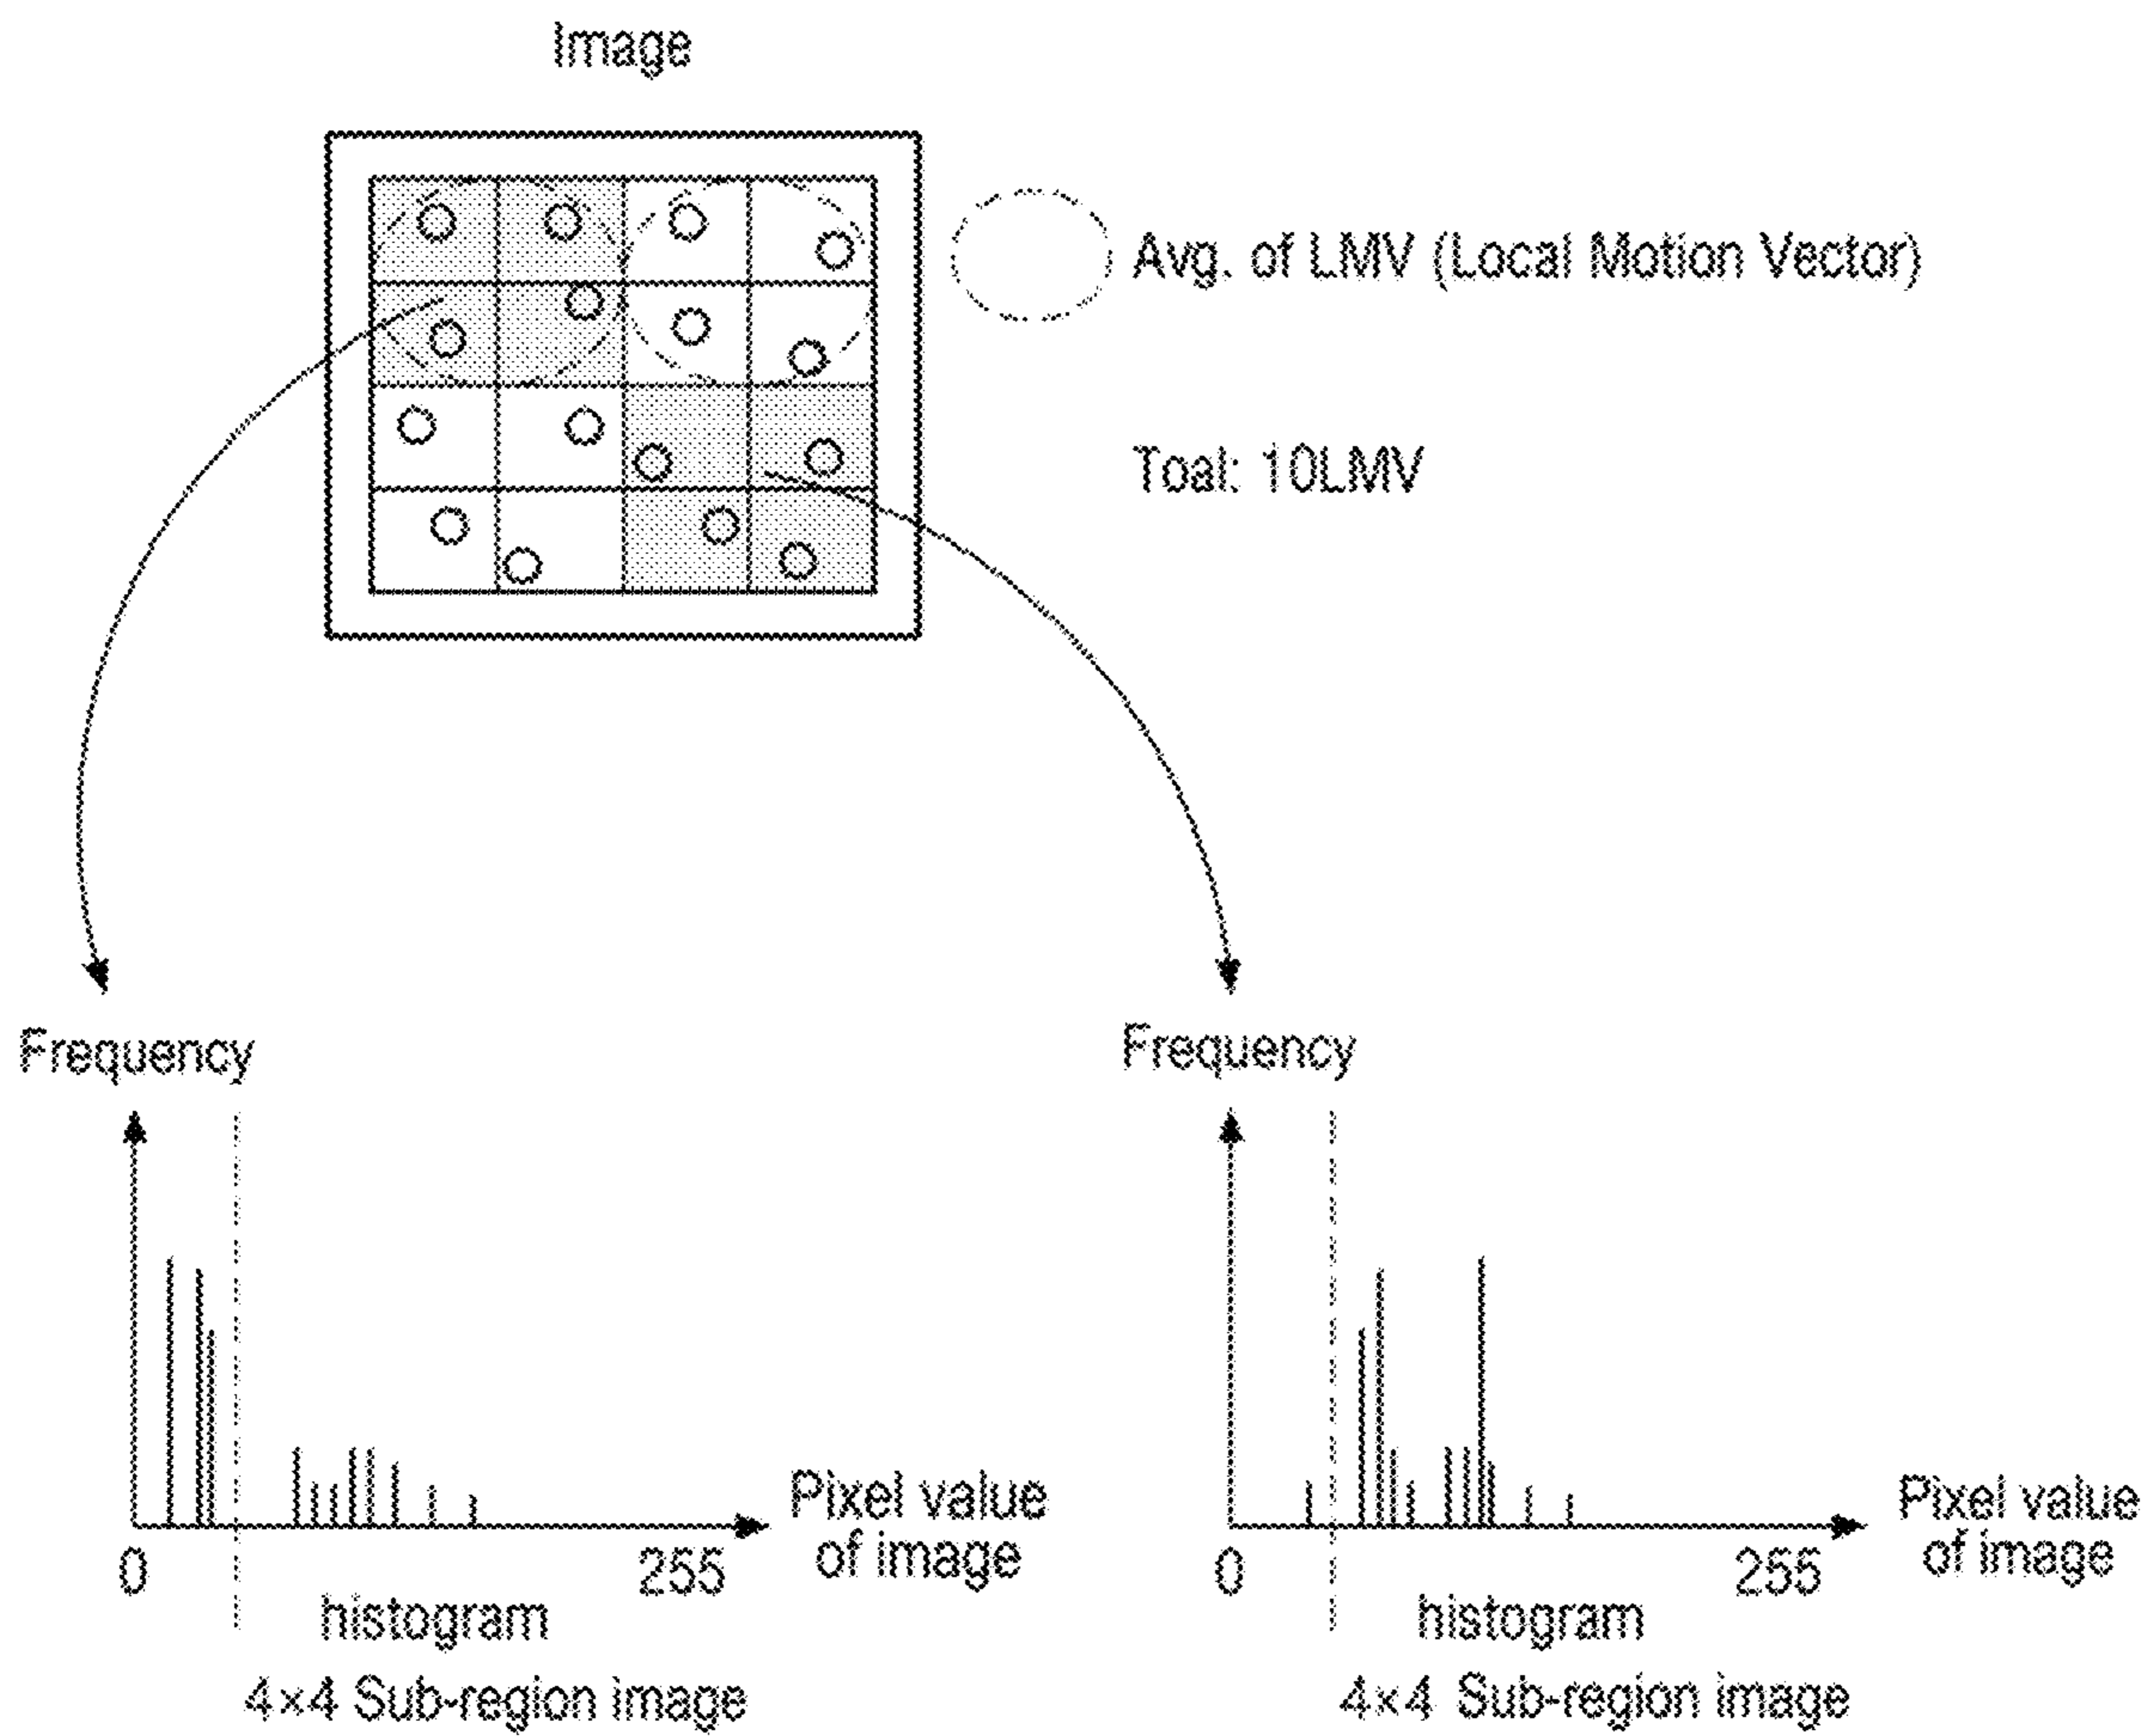 Image
Avg. of LMV (Local Motion Vector)
Toal: 10LMV
Frequency
Frequency
Pixel value
of image
0
255
histogram
4×4 Sub-region image
Pixel value
of image
0
255
histogram
4×4 Sub-region image